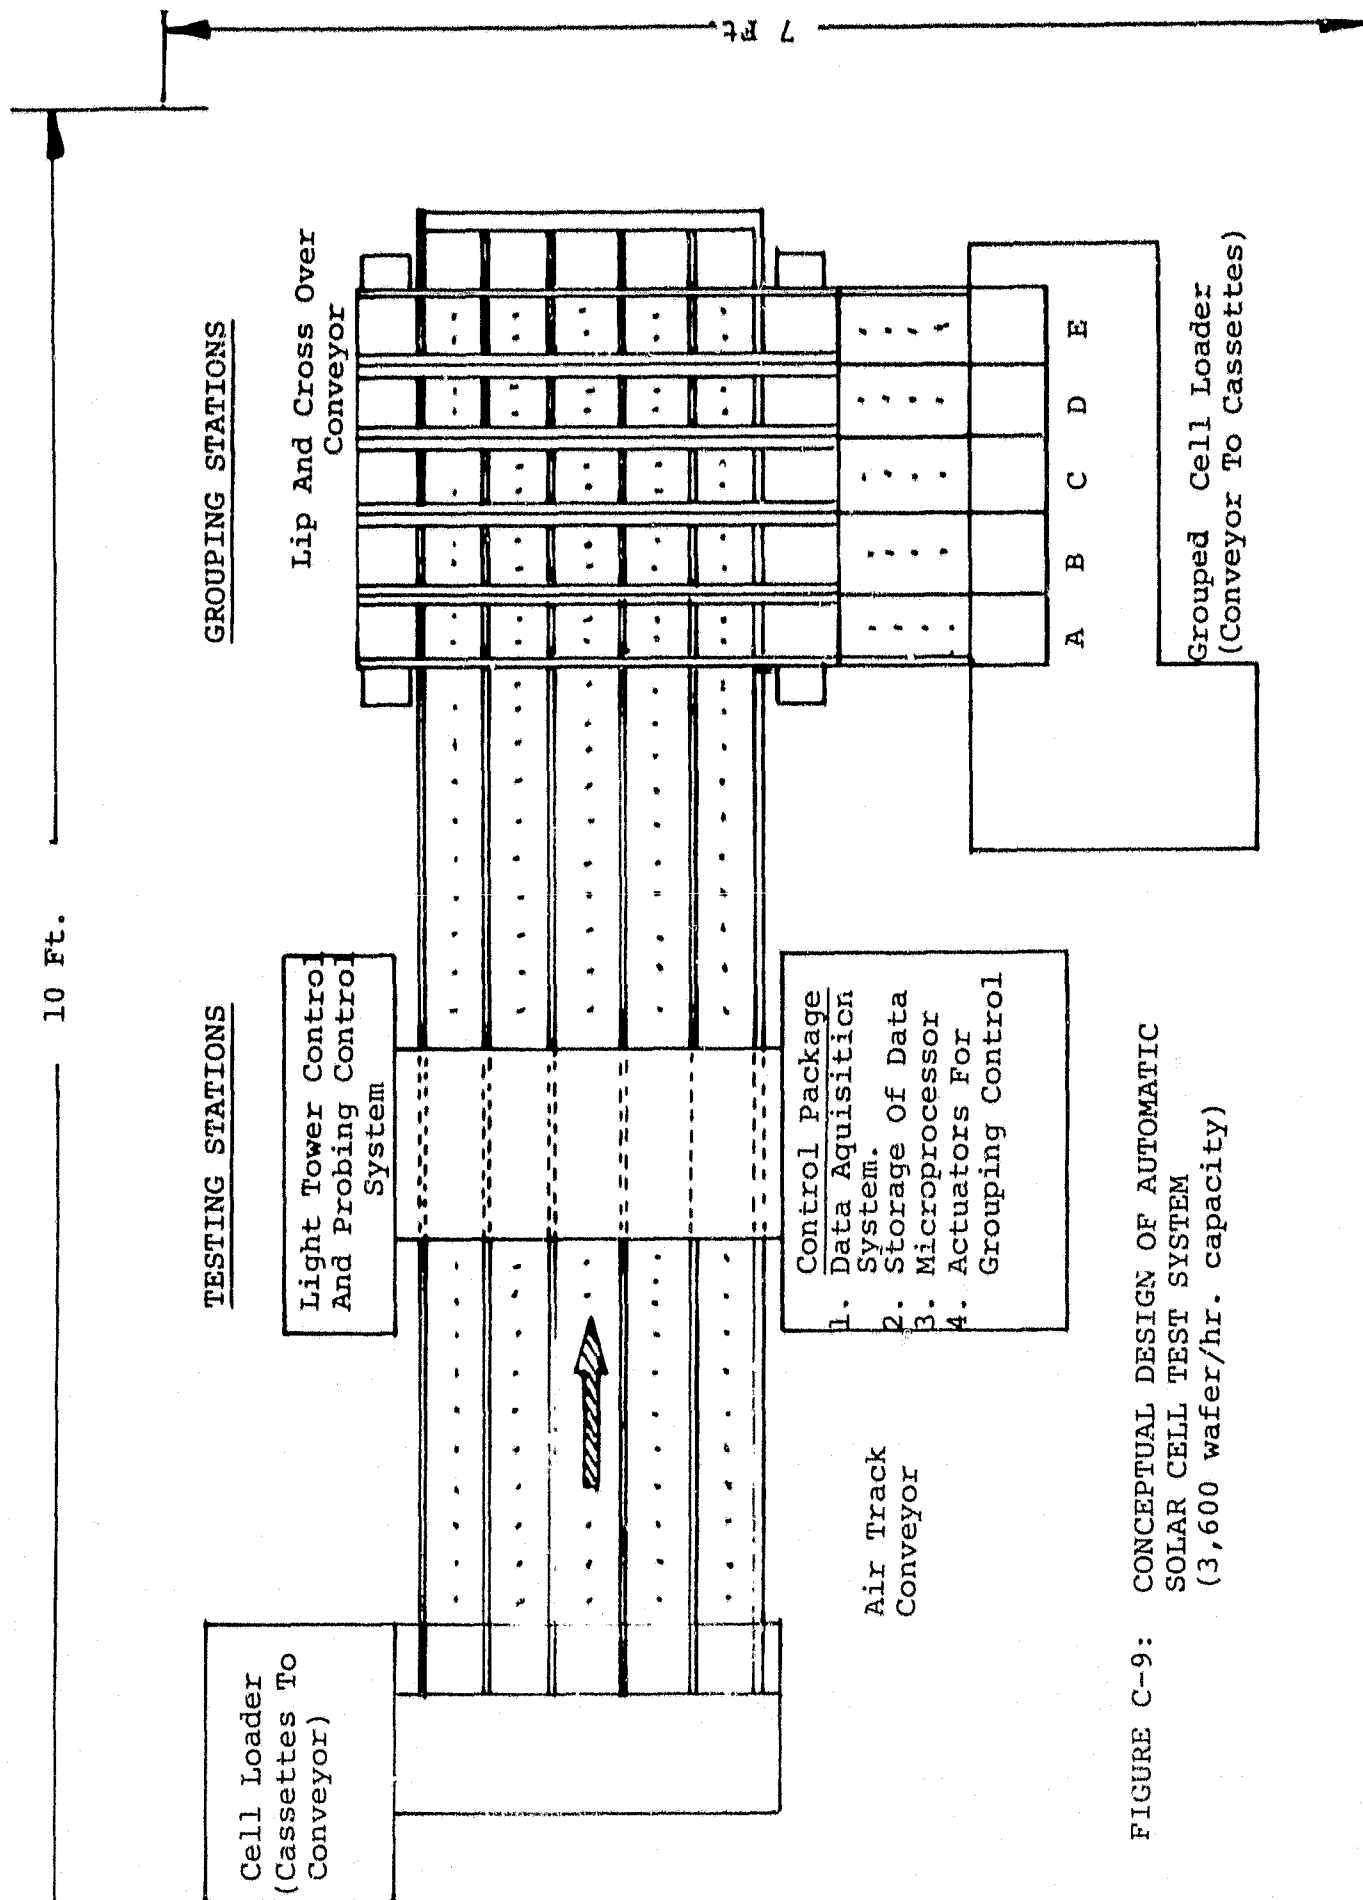 10 Ft.
7 Ft.
TESTING STATIONS
GROUPING STATIONS
Cell Loader
(Cassettes To
Conveyor)
Light Tower Control
And Probing Control
System
Lip And Cross Over
Conveyor
Air Track
Conveyor
Control Package
1. Data Aquisition
System.
2. Storage Of Data
3. Microprocessor
4. Actuators For
Grouping Control
A B C D E
Grouped Cell Loader
(Conveyor To Cassettes)
FIGURE C-9: CONCEPTUAL DESIGN OF AUTOMATIC
SOLAR CELL TEST SYSTEM
(3,600 wafer/hr. capacity)